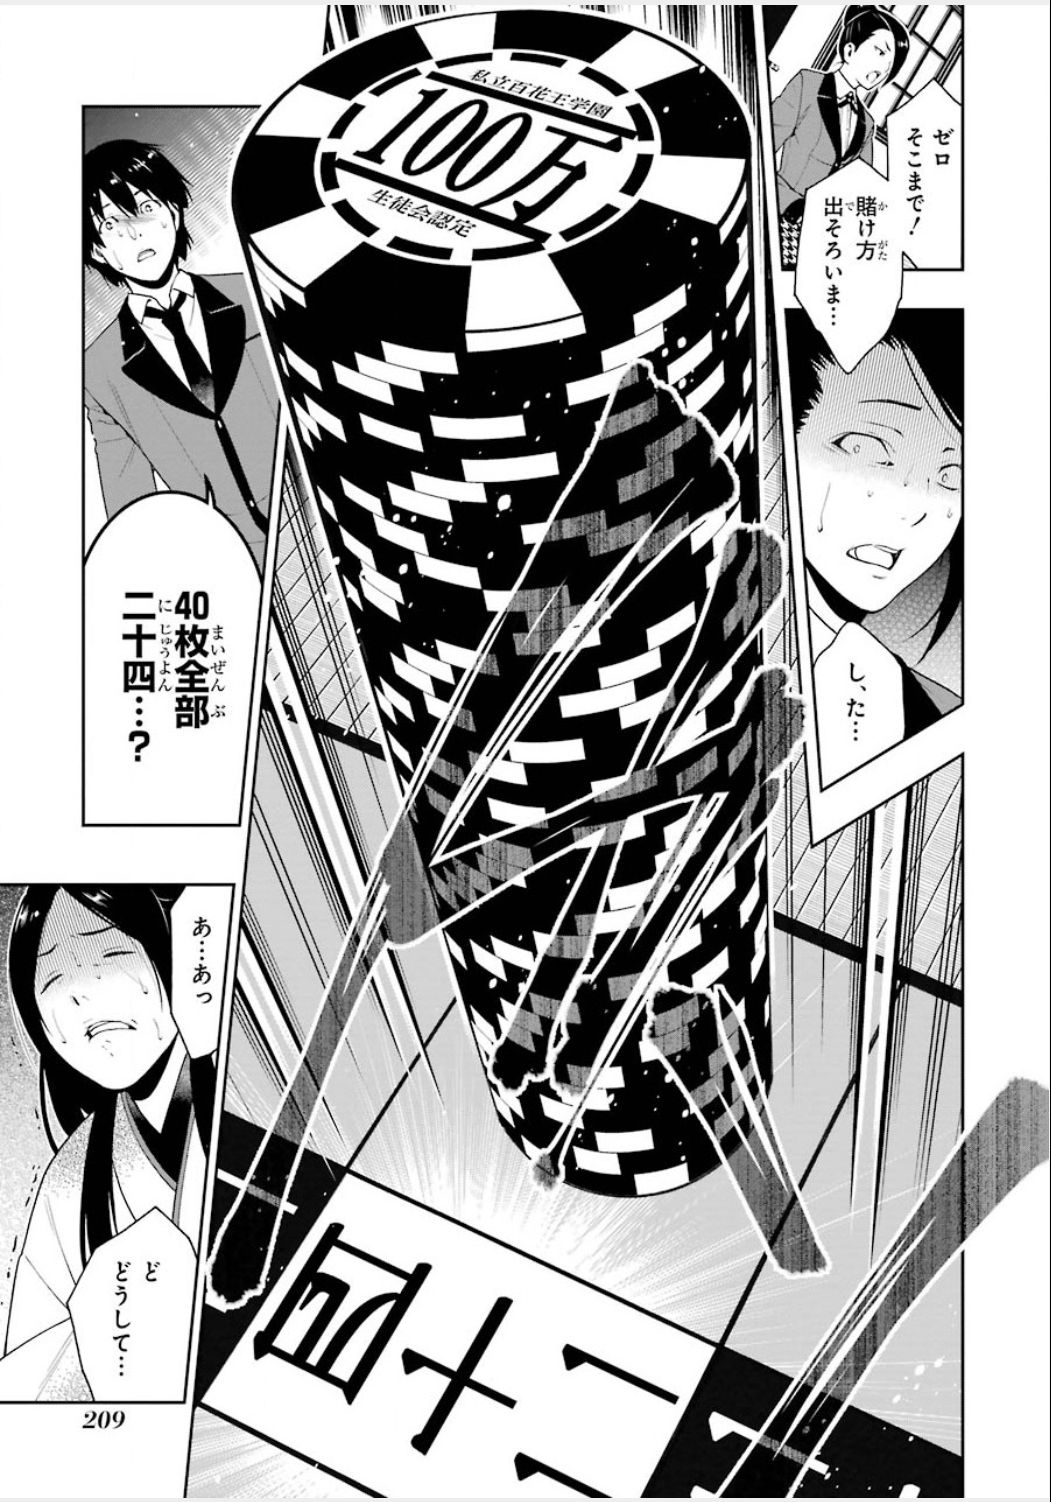 ゼロ
そこまで!
賭け方
出そろいま…
し、た…
私立百花王学園
100万
生徒会認定
40枚全部
二十四…?
あ…あっ
ど
どうして…
二十四
209